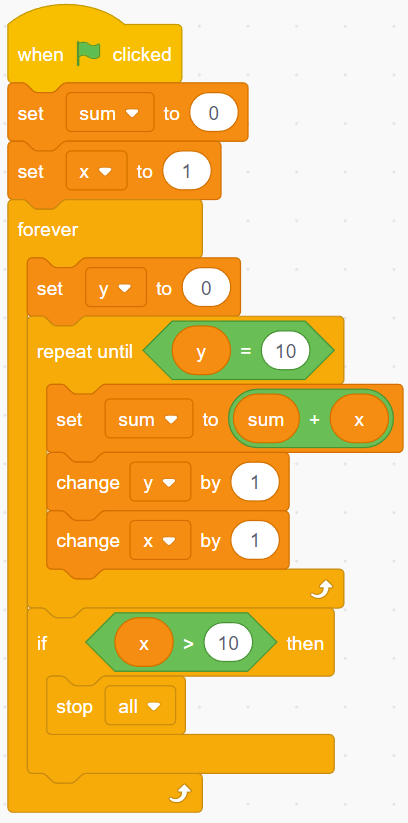 when clicked
set sum to 0
set x to 1
forever
set y to 0
repeat until y = 10
set sum to sum + x
change y by 1
change x by 1
if x > 10 then
stop all